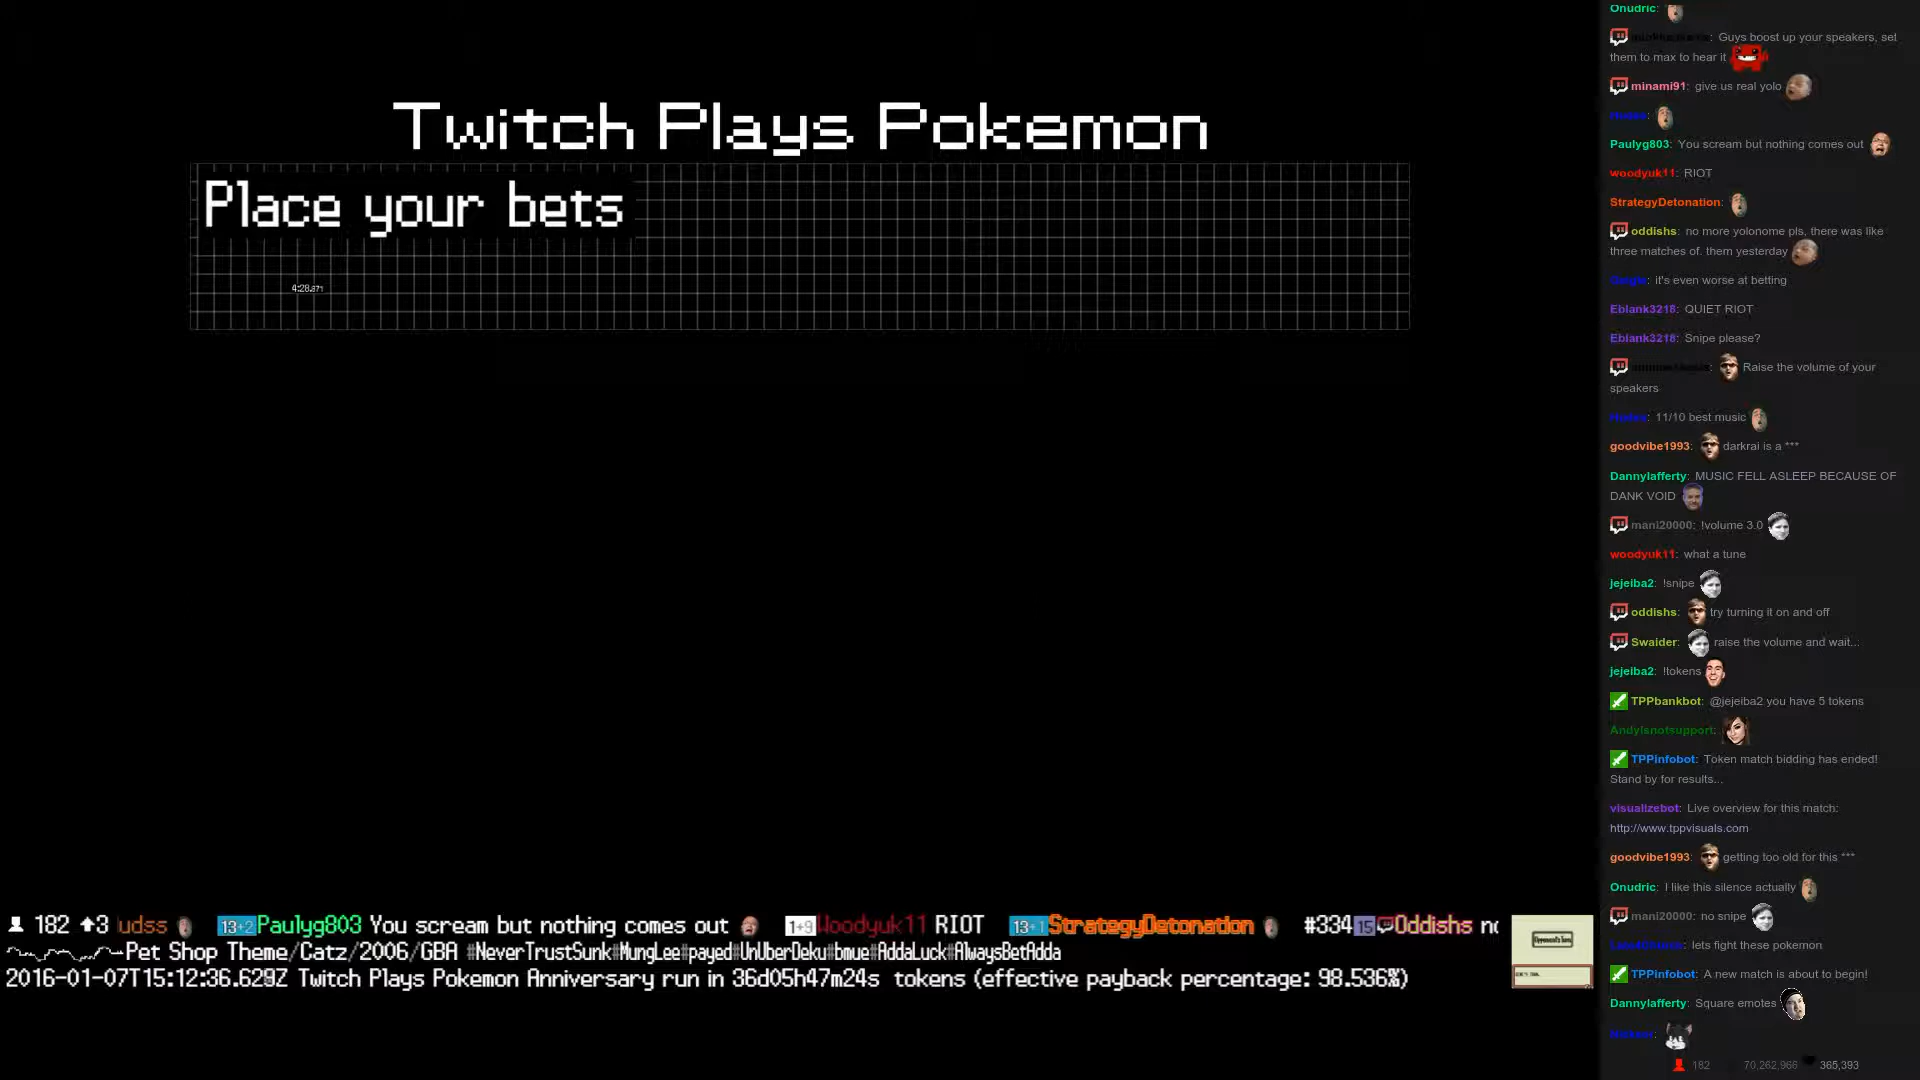 Twitch Plays Pokemon
Place your bets
4:28.871
182 3 udss 13+2 Paulyg803 You scream but nothing comes out 1+9 Woodyuk11 RIOT 13+1 StrategyDetonation #334 15 Oddishs no
Pet Shop Theme/Catz/2006/GBA #NeverTrustSunk#MungLee#payed#UnUberDeku#bmue#AddaLuck#AlwaysBetAdda
2016-01-07T15:12:36.629Z Twitch Plays Pokemon Anniversary run in 36d05h47m24s tokens (effective payback percentage: 98.536%)
Onudric:
Guys boost up your speakers, set
them to max to hear it
minami91: give us real yolo
Paulyg803: You scream but nothing comes out
woodyuk11: RIOT
StrategyDetonation:
oddishs: no more yolonome pls, there was like
three matches of. them yesterday
it's even worse at betting
Eblank3218: QUIET RIOT
Eblank3218: Snipe please?
Raise the volume of your
speakers
11/10 best music
goodvibe1993: darkrai is a ***
Dannylafferty: MUSIC FELL ASLEEP BECAUSE OF
DANK VOID
mani20000: !volume 3.0
woodyuk11: what a tune
jejeiba2: !snipe
oddishs: try turning it on and off
Swaider: raise the volume and wait...
jejeiba2: !tokens
TPPbankbot: @jejeiba2 you have 5 tokens
Andyisnotsupport:
TPPinfobot: Token match bidding has ended!
Stand by for results...
visualizebot: Live overview for this match:
http://www.tppvisuals.com
goodvibe1993: getting too old for this ***
Onudric: I like this silence actually
mani20000: no snipe
lets fight these pokemon
TPPinfobot: A new match is about to begin!
Dannylafferty: Square emotes
182 70,262,966 365,393